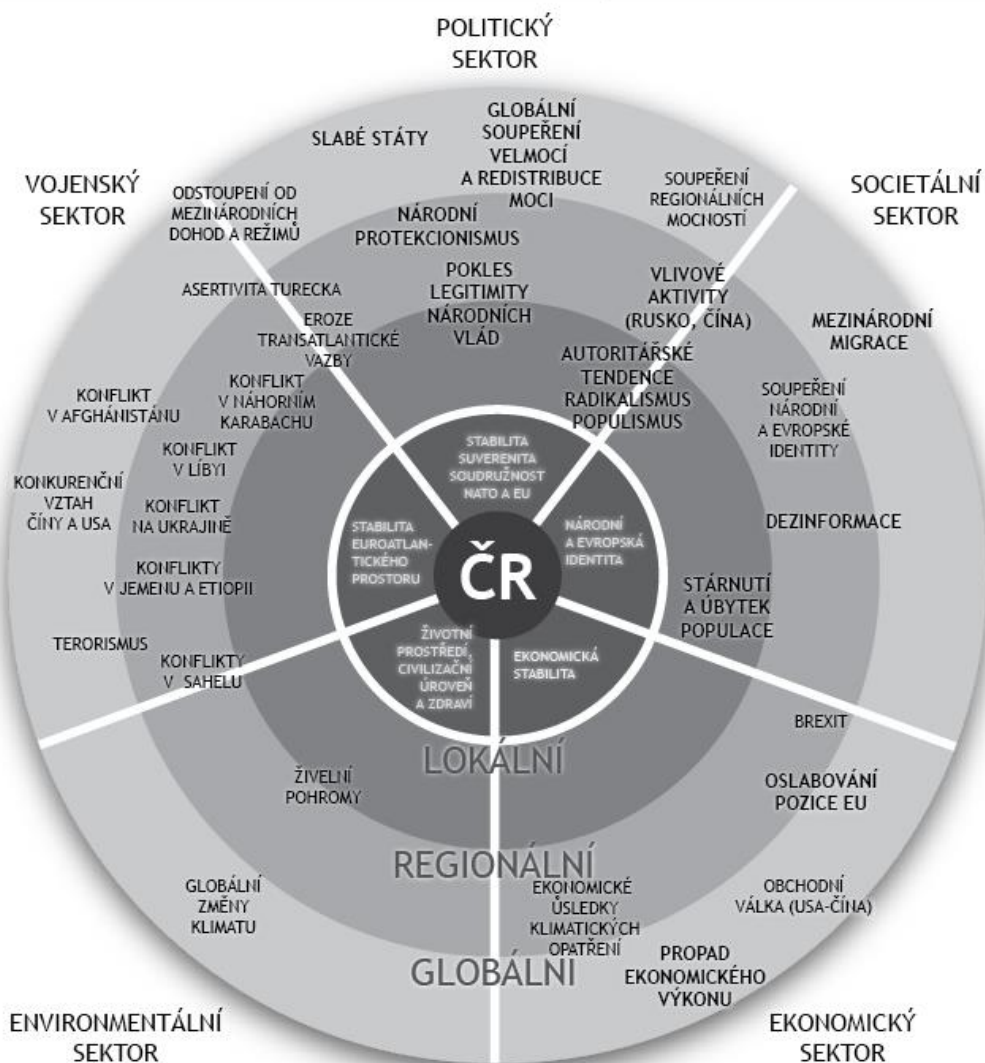 POLITICKÝ
SEKTOR
VOJENSKÝ
SEKTOR
SOCIETÁLNÍ
SEKTOR
SLABÉ STÁTY
GLOBÁLNÍ
SOUPEŘENÍ
VELMOCÍ
A REDISTRIBUCE
MOCI
SOUPEŘENÍ
REGIONÁLNÍCH
MOCNOSTÍ
ODSTOUPENÍ OD
MEZINÁRODNÍCH
DOHOD A REŽIMŮ
NÁRODNÍ
PROTEKCIONISMUS
ASERTIVITA TURECKA
POKLES
LEGITIMITY
NÁRODNÍCH
VLÁD
VLIVOVÉ
AKTIVITY
(RUSKO, ČÍNA)
EROZE
TRANSATLANTICKÉ
VAZBY
AUTORITÁŘSKÉ
TENDENCE
RADIKALISMUS
POPULISMUS
MEZINÁRODNÍ
MIGRACE
KONFLIKT
V AFGHÁNISTÁNU
KONFLIKT
V NÁHORNÍM
KARABACHU
SOUPEŘENÍ
NÁRODNÍ
A EVROPSKÉ
IDENTITY
KONFLIKT
V LÍBYI
STABILITA
SUVERENITA
SOUDRUŽNOST
NATO A EU
KONKURENČNÍ
VZTAH
ČÍNY A USA
KONFLIKT
NA UKRAJINĚ
STABILITA
EUROATLAN-
TICKÉHO
PROSTORU
NÁRODNÍ
A EVROPSKÁ
IDENTITA
DEZINFORMACE
ČR
KONFLIKTY
V JEMENU A ETIOPII
STÁRNUTÍ
A ÚBYTEK
POPULACE
TERORISMUS
KONFLIKTY
V SAHELU
ŽIVOTNÍ
PROSTŘEDÍ,
CIVILIZAČNÍ
ÚROVEŇ
A ZDRAVÍ
EKONOMICKÁ
STABILITA
BREXIT
LOKÁLNÍ
ŽIVELNÍ
POHROMY
OSLABOVÁNÍ
POZICE EU
REGIONÁLNÍ
GLOBÁLNÍ
ZMĚNY
KLIMATU
EKONOMICKÉ
ŮSLEDKY
KLIMATICKÝCH
OPATŘENÍ
OBCHODNÍ
VÁLKA (USA-ČÍNA)
GLOBÁLNI
PROPAD
EKONOMICKÉHO
VÝKONU
ENVIRONMENTÁLNÍ
SEKTOR
EKONOMICKÝ
SEKTOR